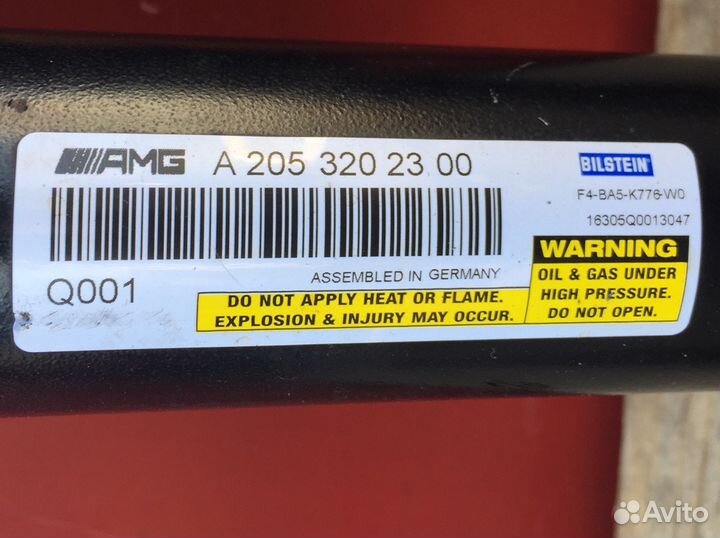 AMG A 205 320 23 00
BILSTEIN
F4-BA5-K776-W0
16305Q0013047
ASSEMBLED IN GERMANY
Q001
DO NOT APPLY HEAT OR FLAME.
EXPLOSION & INJURY MAY OCCUR.
WARNING
OIL & GAS UNDER
HIGH PRESSURE.
DO NOT OPEN.
Avito